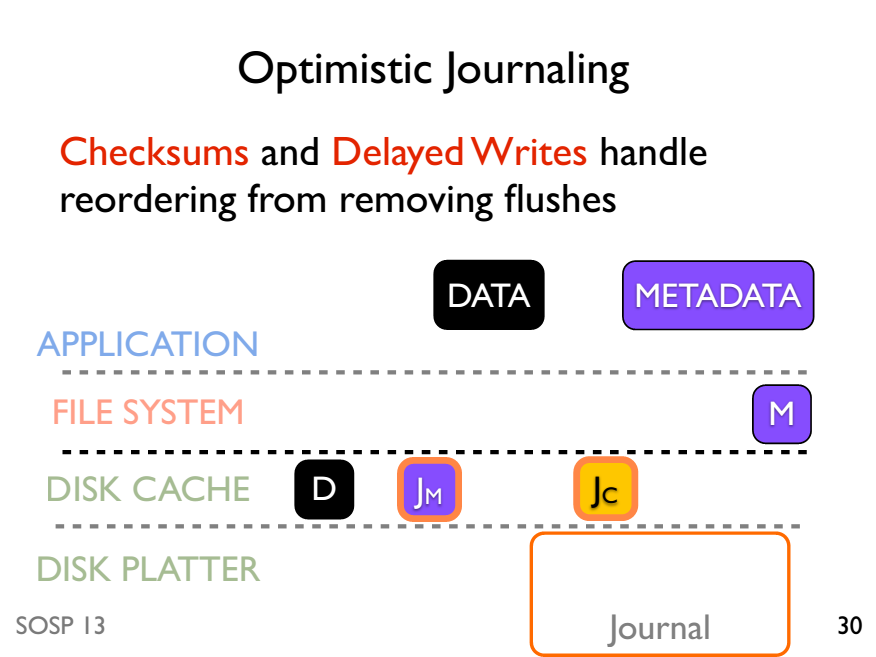 Optimistic Journaling
Checksums and Delayed Writes handle
reordering from removing flushes
DATA METADATA
APPLICATION
FILE SYSTEM M
DISK CACHE D JM JC
DISK PLATTER
SOSP 13 Journal 30